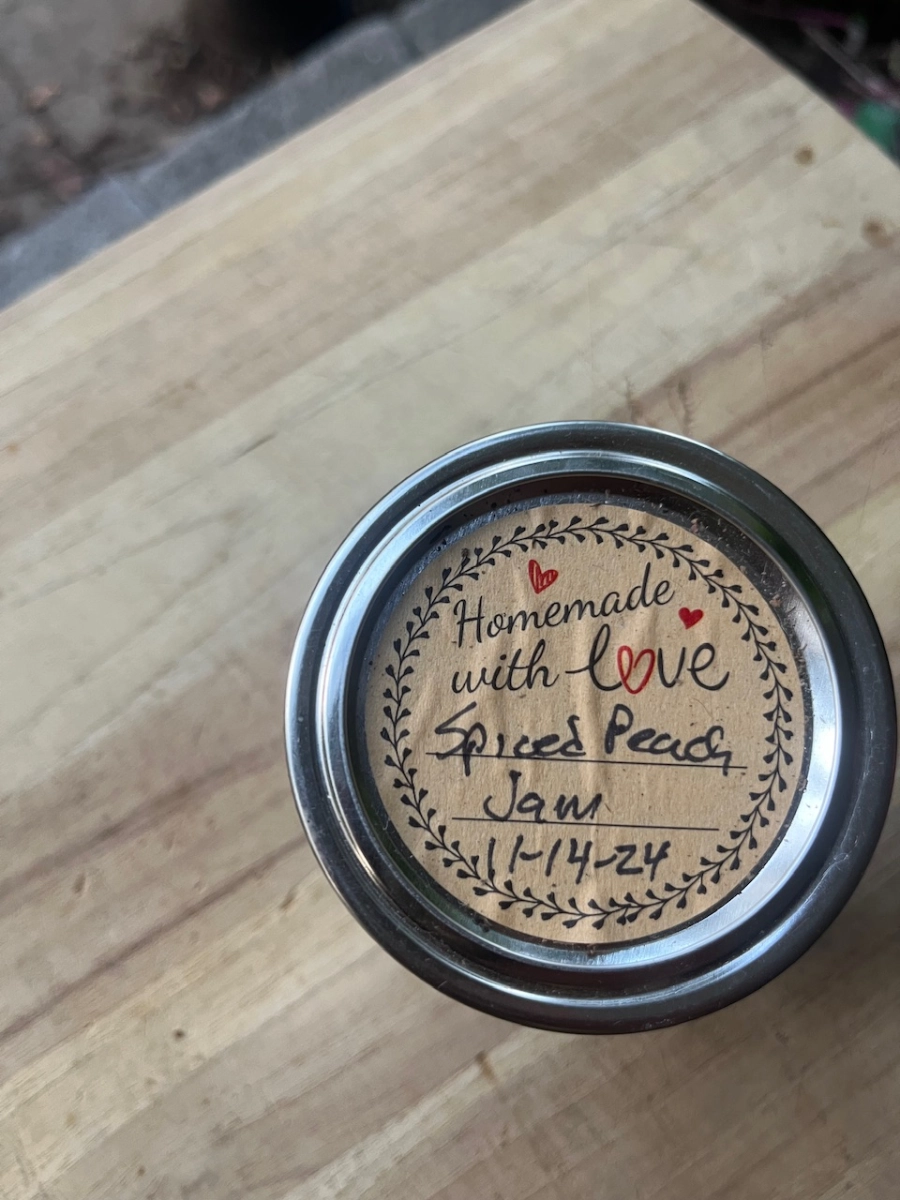 Homemade
with love
Spiced Peach
Jam
11-14-24